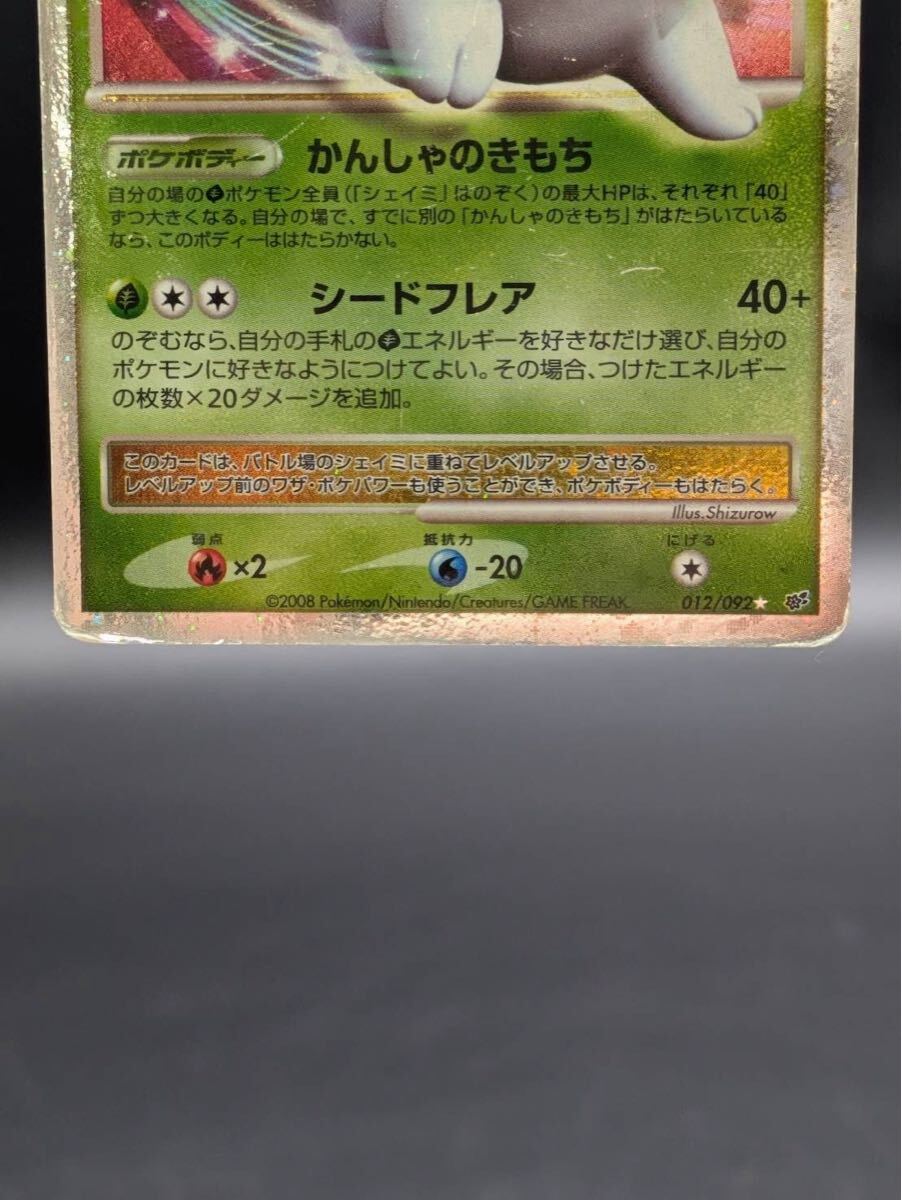 ポケボディー かんしゃのきもち
自分の場のポケモン全員(「シェイミ」はのぞく)の最大HPは、それぞれ「40」
ずつ大きくなる。自分の場で、すでに別の「かんしゃのきもち」がはたらいている
なら、このボディーははたらかない。
シードフレア 40+
のぞむなら、自分の手札のエネルギーを好きなだけ選び、自分の
ポケモンに好きなようにつけてよい。その場合、つけたエネルギー
の枚数×20ダメージを追加。
このカードは、バトル場のシェイミに重ねてレベルアップさせる。
レベルアップ前のワザ・ポケパワーも使うことができ、ポケボディーもはたらく。
Illus.Shizurow
弱点 抵抗力 にげる
×2 -20
©2008 Pokémon/Nintendo/Creatures/GAME FREAK. 012/092★